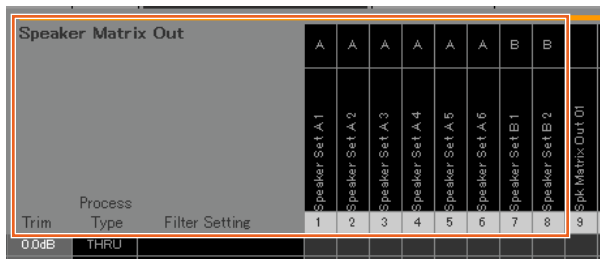 Speaker Matrix Out
A A A A A A B B
Speaker Set A 1
Speaker Set A 2
Speaker Set A 3
Speaker Set A 4
Speaker Set A 5
Speaker Set A 6
Speaker Set B 1
Speaker Set B 2
Spk Matrix Out 01
Process
Trim Type Filter Setting 1 2 3 4 5 6 7 8 9
0.0dB THRU